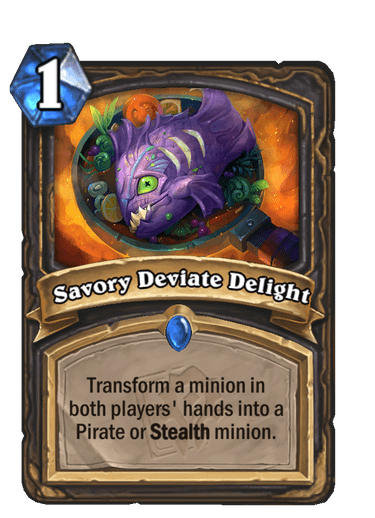 1
Savory Deviate Delight
Transform a minion in
both players' hands into a
Pirate or Stealth minion.